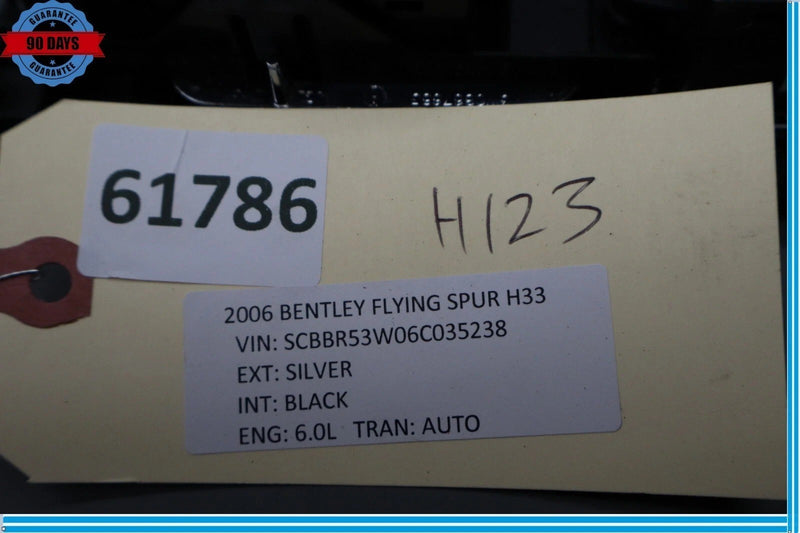 GUARANTEE
90 DAYS
GUARANTEE
61786
H123
2006 BENTLEY FLYING SPUR H33
VIN: SCBBR53W06C035238
EXT: SILVER
INT: BLACK
ENG: 6.0L TRAN: AUTO